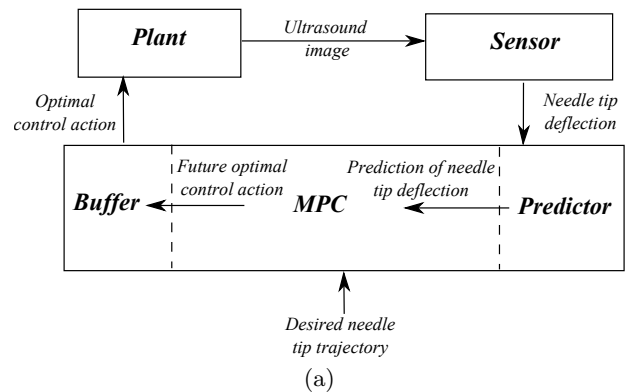 Plant
Ultrasound
image
Sensor
Optimal
control action
Needle tip
deflection
Buffer
Future optimal
control action
MPC
Prediction of needle
tip deflection
Predictor
Desired needle
tip trajectory
(a)